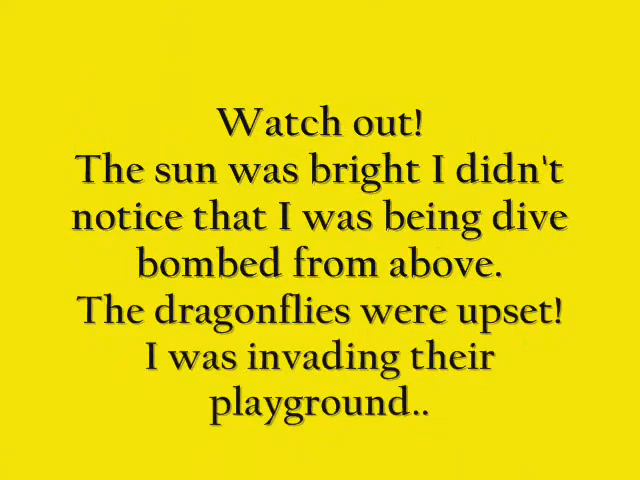 Watch out!
The sun was bright I didn't
notice that I was being dive
bombed from above.
The dragonflies were upset!
I was invading their
playground..